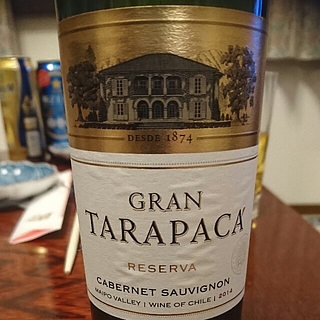 DESDE 1874
GRAN
TARAPACÁ
RESERVA
CABERNET SAUVIGNON
MAIPO VALLEY | WINE OF CHILE | 2014